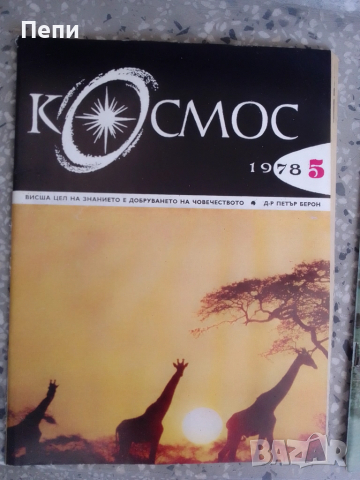 Пепи
КОСМОС
1978 5
ВИСША ЦЕЛ НА ЗНАНИЕТО Е ДОБРУВАНЕТО НА ЧОВЕЧЕСТВОТО ♠ Д-Р ПЕТЪР БЕРОН
BAZAR